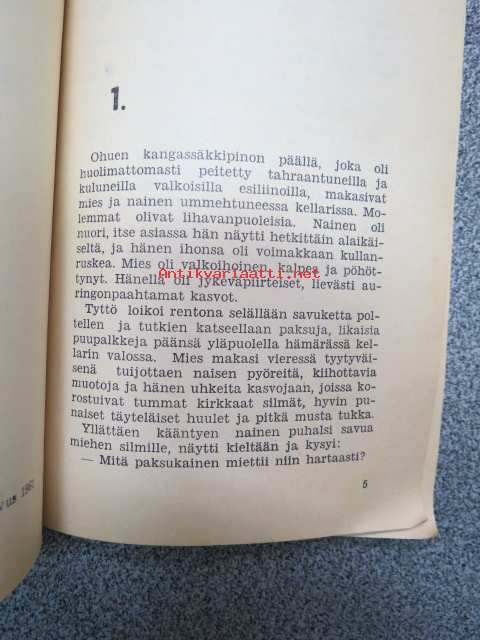 1.
Ohuen kangassäkkipinon päällä, joka oli
huolimattomasti peitetty tahraantuneilla ja
kuluneilla valkoisilla esiliinoilla, makasivat
mies ja nainen ummehtuneessa kellarissa. Mo-
lemmat olivat lihavanpuoleisia. Nainen oli
nuori, itse asiassa hän näytti hetkittäin alaikäi-
seltä, ja hänen ihonsa oli voimakkaan kullan-
ruskea. Mies oli valkoihoinen, kalpea ja pöhöt-
tynyt. Hänellä oli jykeväpiirteiset, lievästi au-
ringonpaahtamat kasvot.
Tyttö loikoi rentona selällään savuketta pol-
tellen ja tutkien katseellaan paksuja, likaisia
puupalkkeja päänsä yläpuolella hämärässä kel-
larin valossa. Mies makasi vieressä tyytyväi-
senä tuijottaen naisen pyöreitä, kiihottavia
muotoja ja hänen uhkeita kasvojaan, joissa ko-
rostuivat tummat kirkkaat silmät, hyvin pu-
naiset täyteläiset huulet ja pitkä musta tukka.
Yllättäen kääntyen nainen puhalsi savua
miehen silmille, näytti kieltään ja kysyi:
— Mitä paksukainen miettii niin hartaasti?
5
Antikvariaatti.net